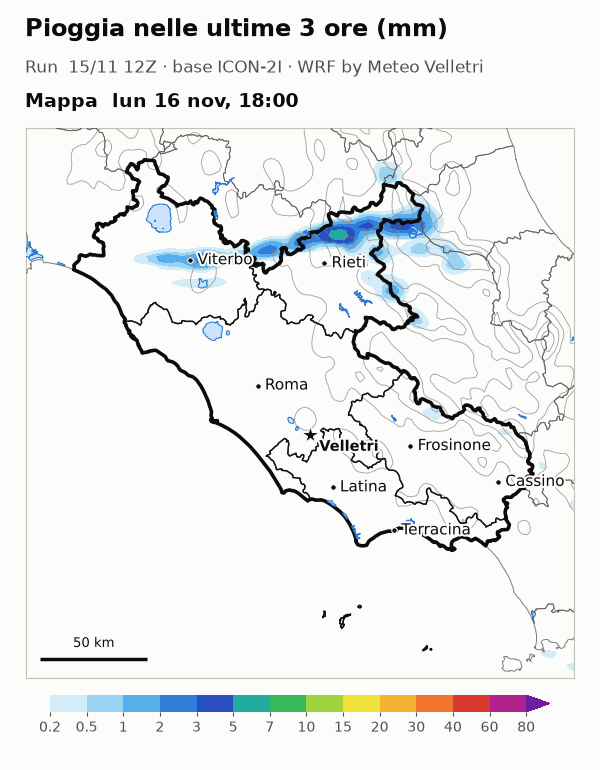 Pioggia nelle ultime 3 ore (mm)
Run 15/11 12Z · base ICON-2I · WRF by Meteo Velletri
Mappa lun 16 nov, 18:00
Viterbo
Rieti
Roma
Velletri
Frosinone
Latina
Cassino
Terracina
50 km
0.2 0.5 1 2 3 5 7 10 15 20 30 40 60 80